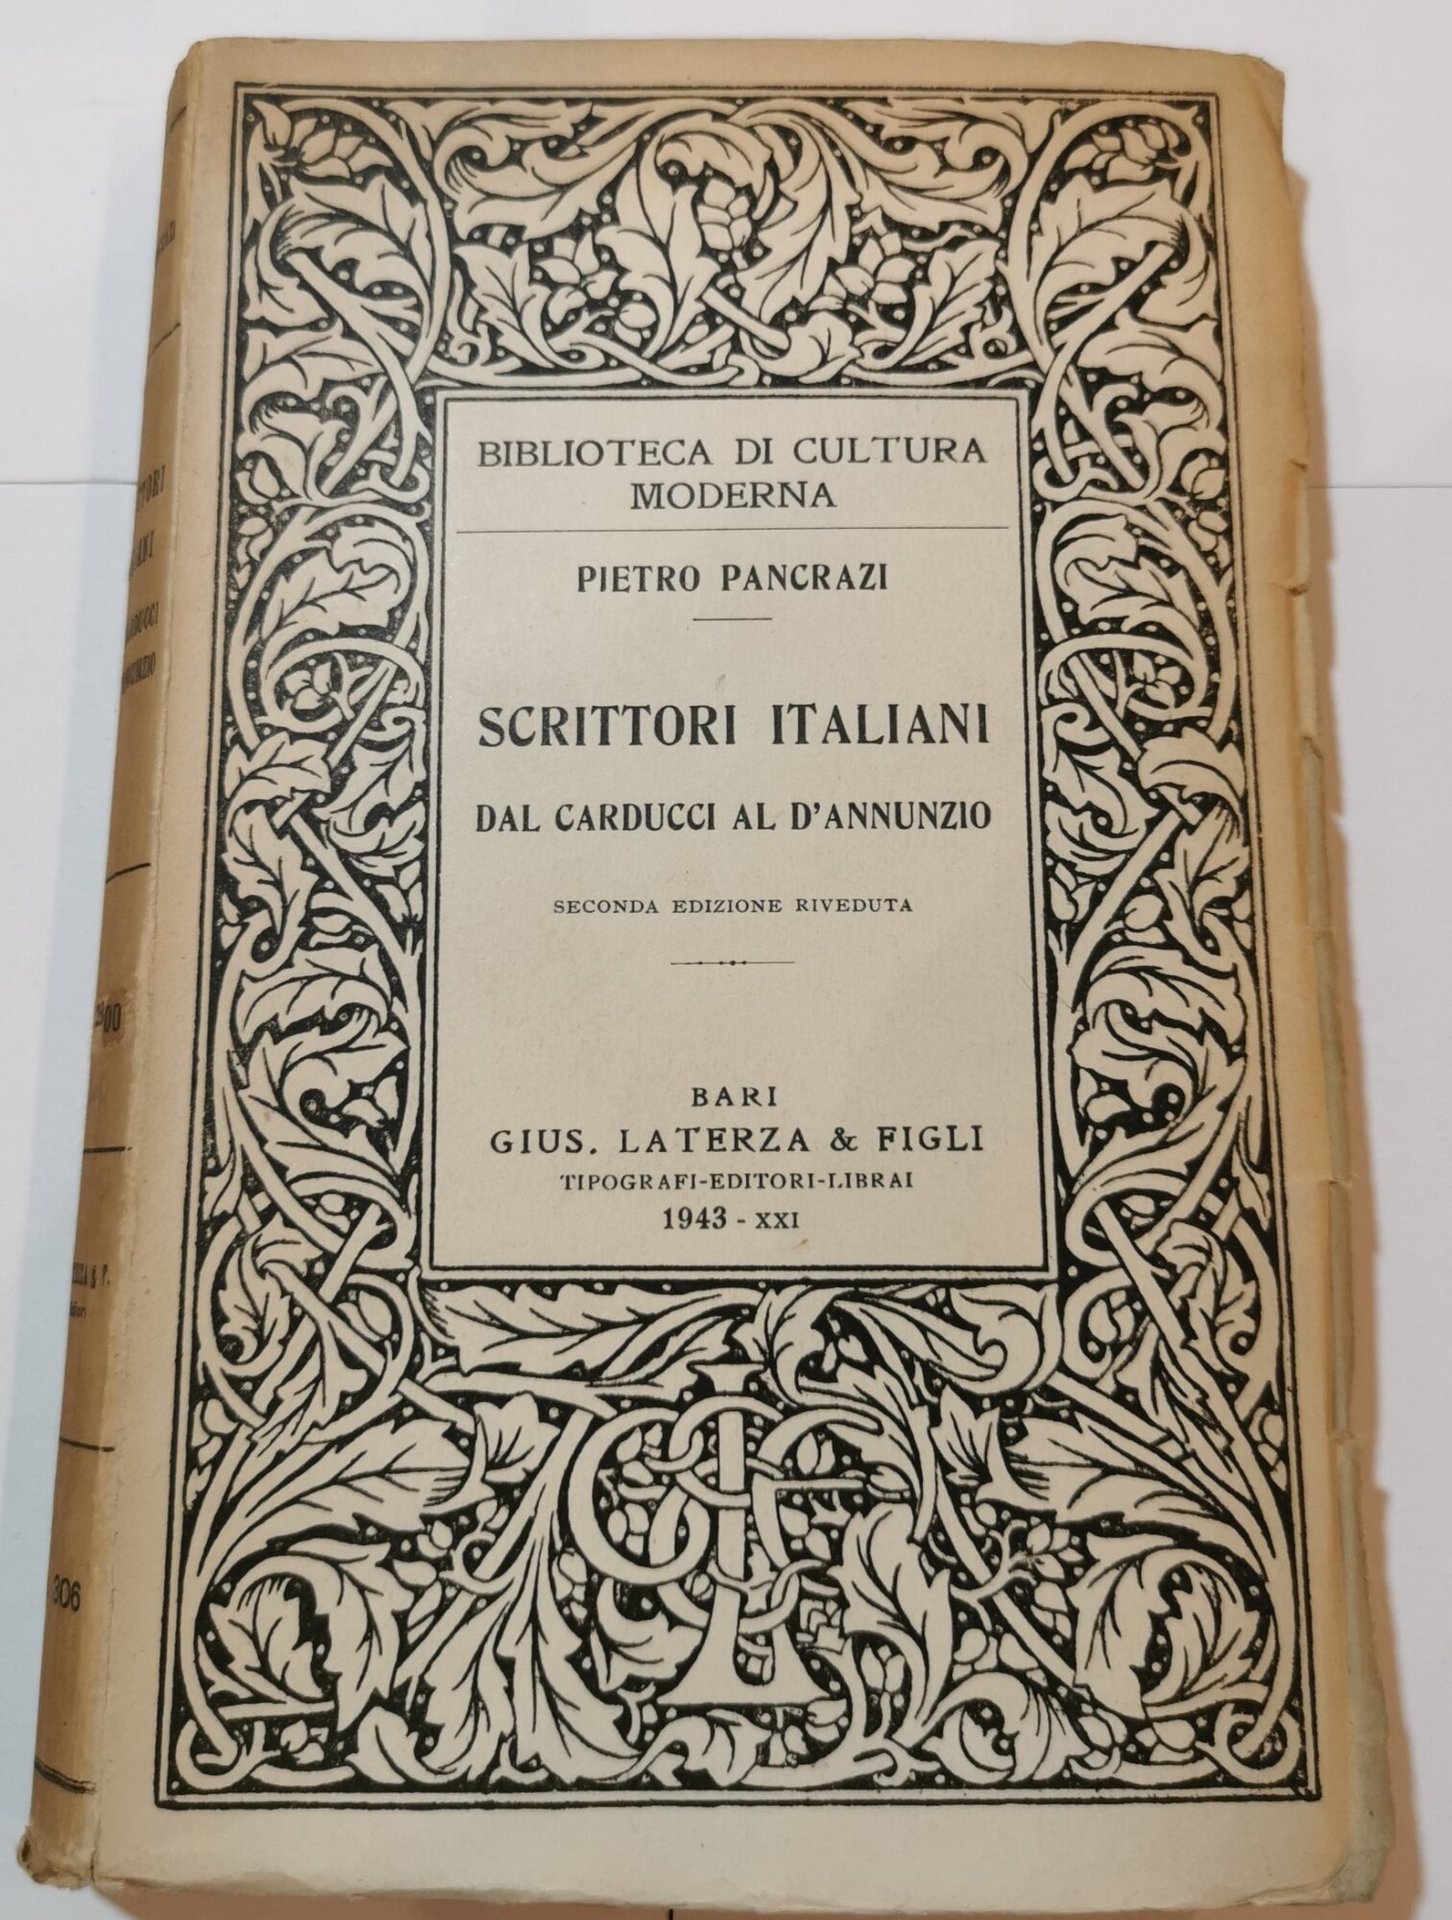 BIBLIOTECA DI CULTURA
MODERNA
PIETRO PANCRAZI
SCRITTORI ITALIANI
DAL CARDUCCI AL D'ANNUNZIO
SECONDA EDIZIONE RIVEDUTA
BARI
GIUS. LATERZA & FIGLI
TIPOGRAFI-EDITORI-LIBRAI
1943 - XXI
306